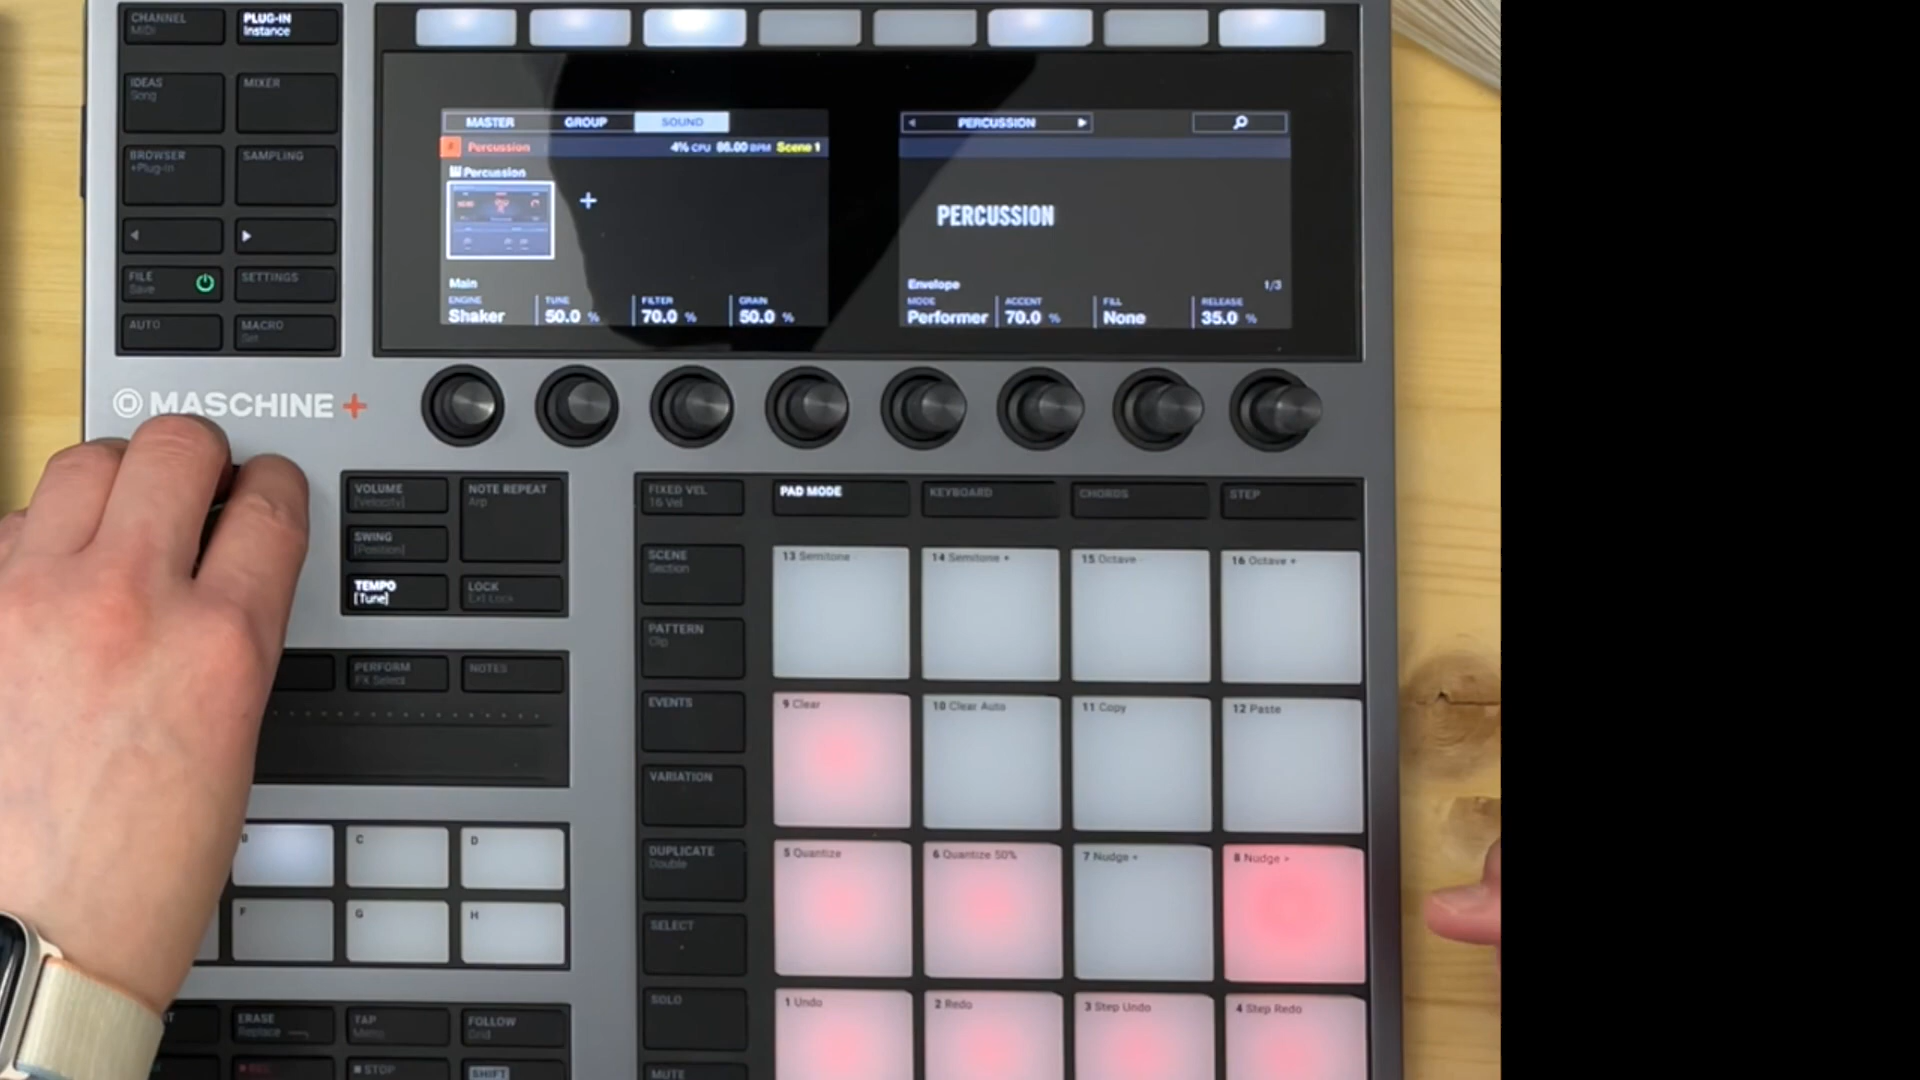 CHANNEL
MIDI
PLUG-IN
Instance
IDEAS
Song
MIXER
BROWSER
+Plug-in
SAMPLING
FILE
Save
SETTINGS
AUTO
MACRO
Set
MASCHINE+
MASTER GROUP SOUND
Percussion 4% CPU 86.00 BPM Scene 1
Percussion
+
Main
ENGINE TUNE FILTER GRAIN
Shaker 50.0 % 70.0 % 50.0 %
PERCUSSION
PERCUSSION
Envelope 1/3
MODE ACCENT FILL RELEASE
Performer 70.0 % None 35.0 %
VOLUME
[Velocity]
NOTE REPEAT
Arp
SWING
[Position]
TEMPO
[Tune]
LOCK
Ext Lock
PERFORM
FX Select
NOTES
B C D
F G H
ERASE
Replace
TAP
Metro
FOLLOW
Grid
REC
STOP
SHIFT
FIXED VEL
16 Vel
PAD MODE
KEYBOARD
CHORDS
STEP
SCENE
Section
PATTERN
Clip
EVENTS
VARIATION
DUPLICATE
Double
SELECT
SOLO
MUTE
13 Semitone -
14 Semitone +
15 Octave -
16 Octave +
9 Clear
10 Clear Auto
11 Copy
12 Paste
5 Quantize
6 Quantize 50%
7 Nudge <
8 Nudge >
1 Undo
2 Redo
3 Step Undo
4 Step Redo